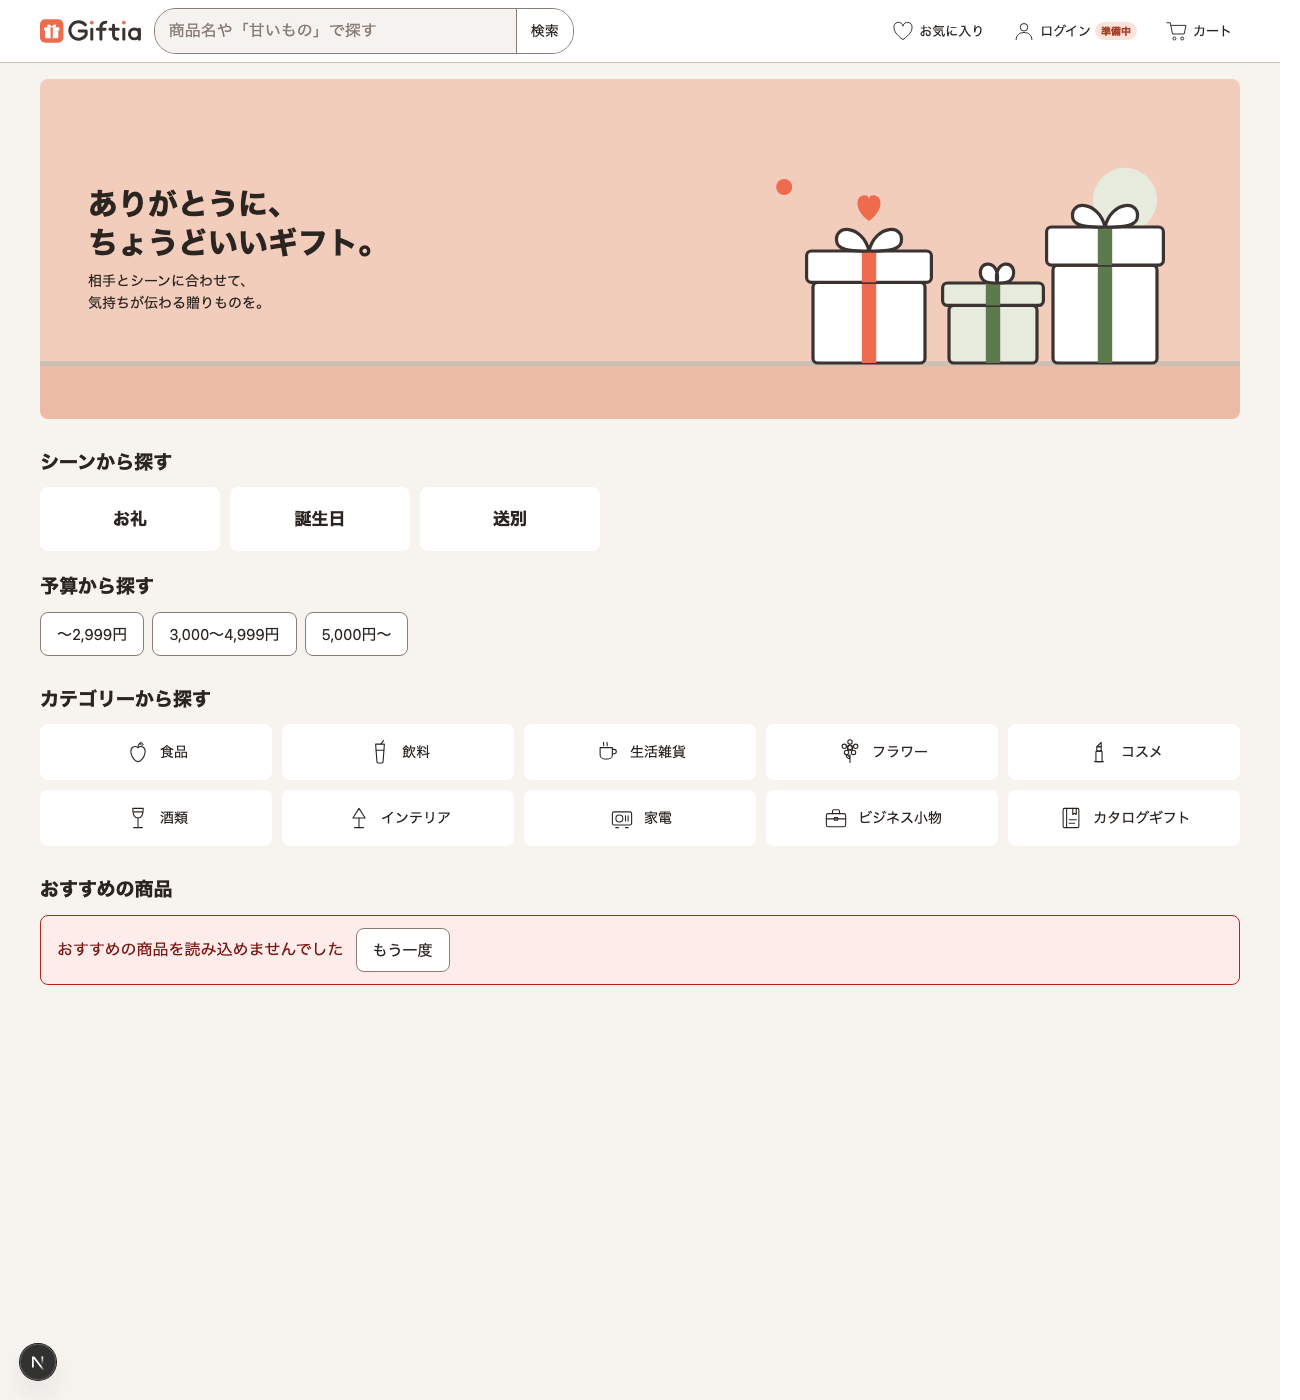 Giftia
商品名や「甘いもの」で探す
検索
お気に入り
ログイン
準備中
カート
ありがとうに、
ちょうどいいギフト。
相手とシーンに合わせて、
気持ちが伝わる贈りものを。
シーンから探す
お礼
誕生日
送別
予算から探す
〜2,999円
3,000〜4,999円
5,000円〜
カテゴリーから探す
食品
飲料
生活雑貨
フラワー
コスメ
酒類
インテリア
家電
ビジネス小物
カタログギフト
おすすめの商品
おすすめの商品を読み込めませんでした
もう一度
N